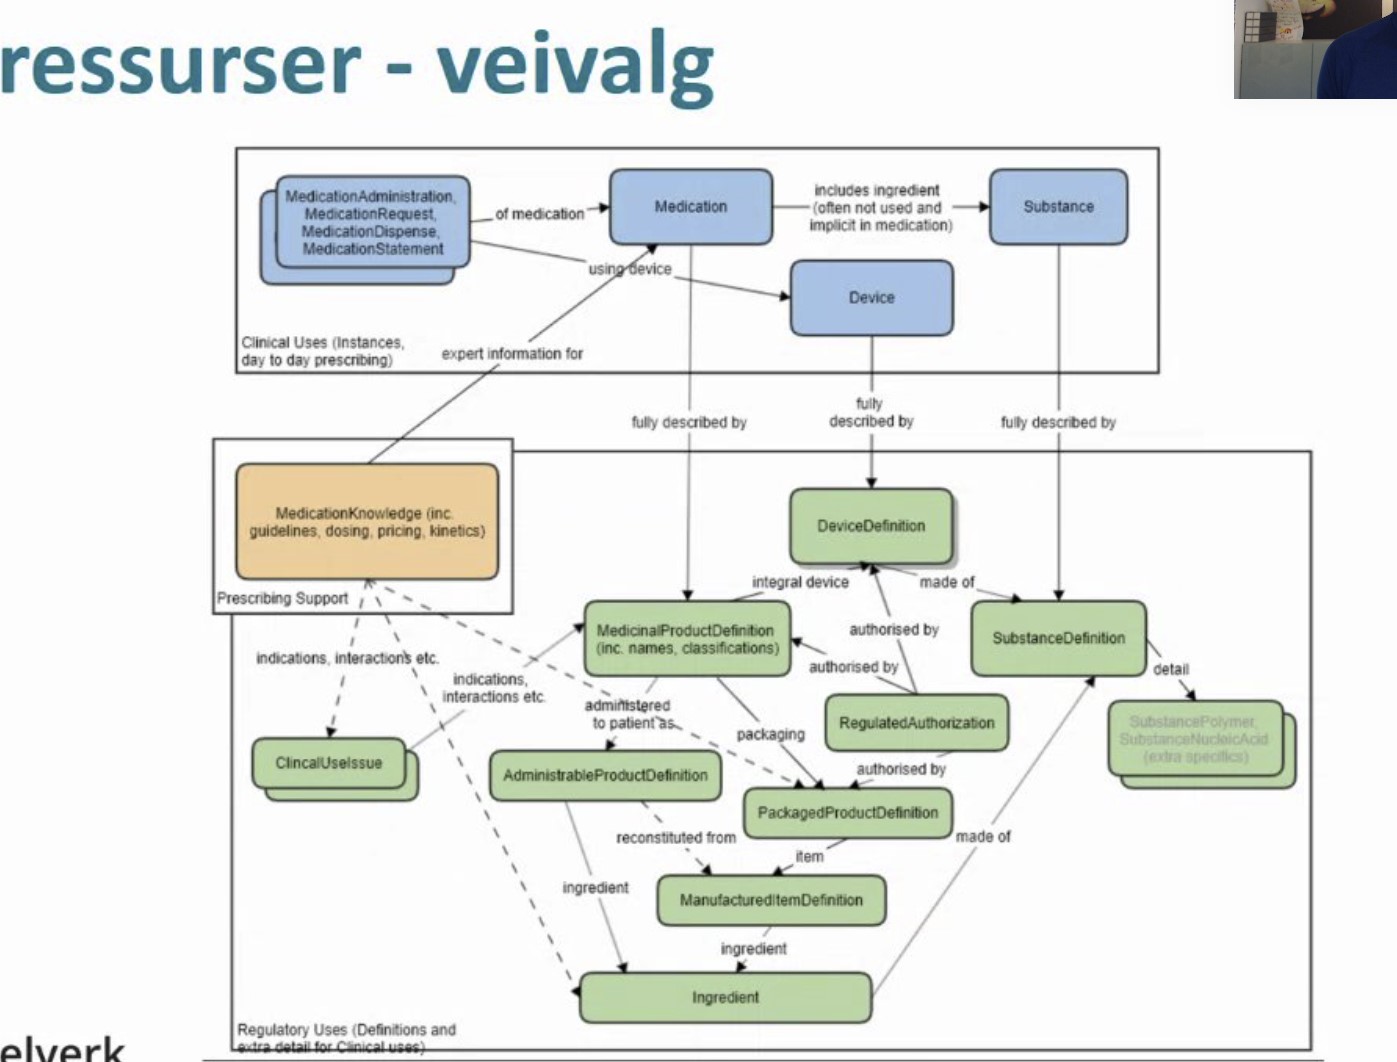 ressurser - veivalg
MedicationAdministration,
MedicationRequest,
MedicationDispense,
MedicationStatement
of medication
Medication
includes ingredient
(often not used and
implicit in medication)
Substance
using device
Device
Clinical Uses (Instances,
day to day prescribing)
expert information for
fully described by
fully
described by
fully described by
MedicationKnowledge (inc.
guidelines, dosing, pricing, kinetics)
Prescribing Support
DeviceDefinition
integral device
made of
MedicinalProductDefinition
(inc. names, classifications)
authorised by
SubstanceDefinition
indications, interactions etc.
authorised by
detail
indications,
interactions etc.
administered
to patient as
packaging
RegulatedAuthorization
SubstancePolymer,
SubstanceNucleicAcid
(extra specifics)
ClincalUseIssue
AdministrableProductDefinition
authorised by
PackagedProductDefinition
reconstituted from
item
made of
ingredient
ManufacturedItemDefinition
ingredient
Ingredient
Regulatory Uses (Definitions and
extra detail for Clinical uses)
elverk